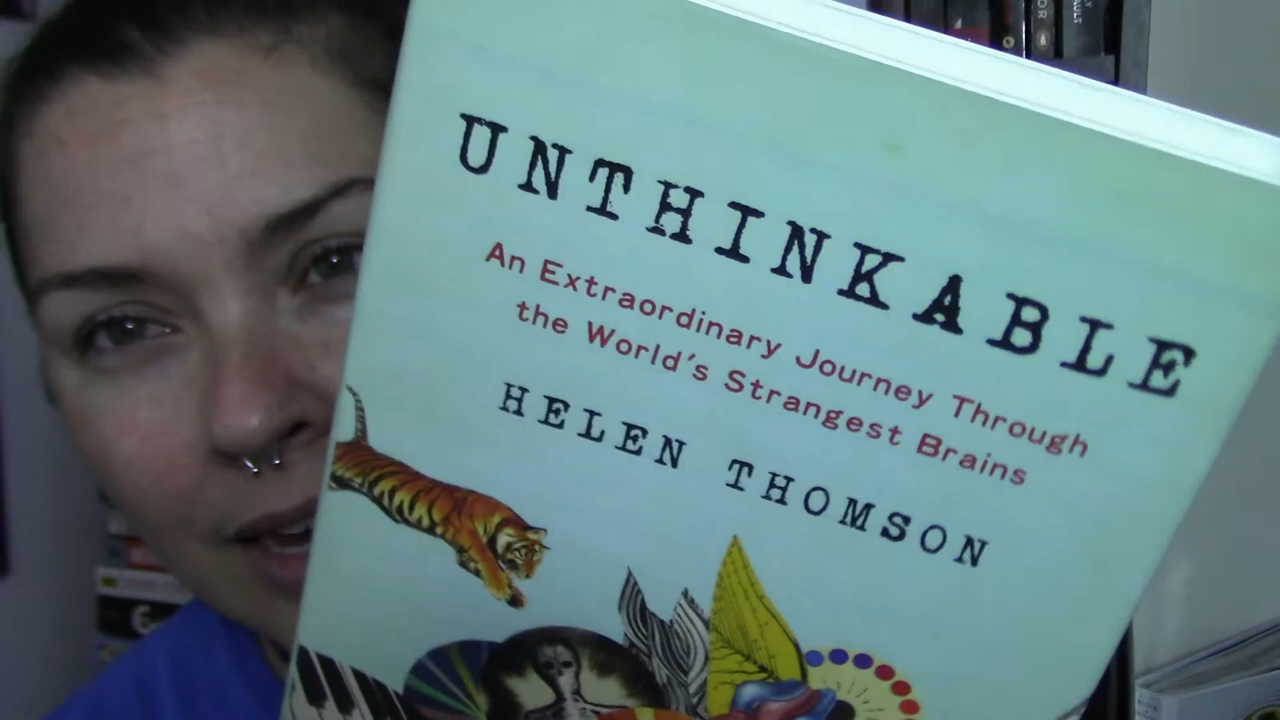 UNTHINKABLE
An Extraordinary Journey Through
the World's Strangest Brains
HELEN THOMSON